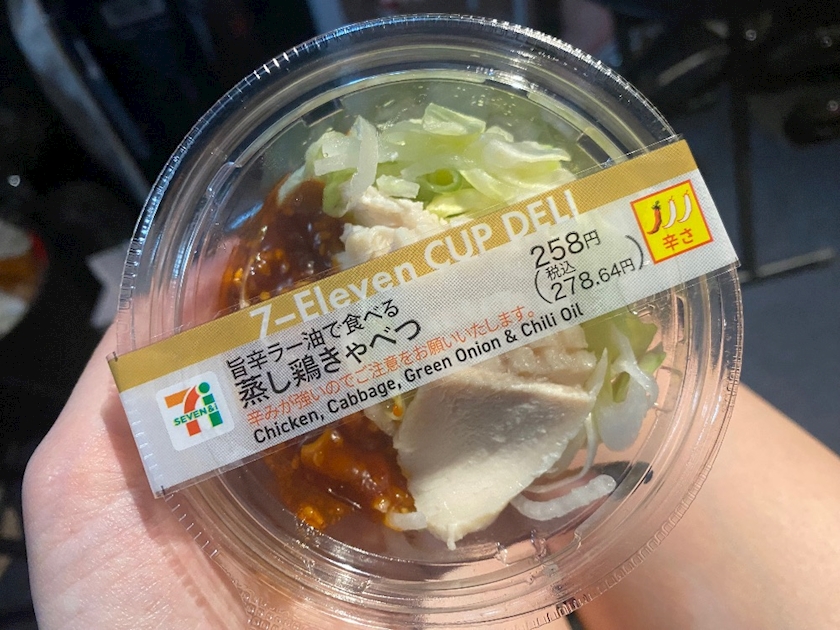 7-Eleven CUP DELI
旨辛ラー油で食べる
蒸し鶏きゃべつ
辛みが強いのでご注意をお願いいたします。
Chicken, Cabbage, Green Onion & Chili Oil
258円
(税込
278.64円)
辛さ
SEVEN&i